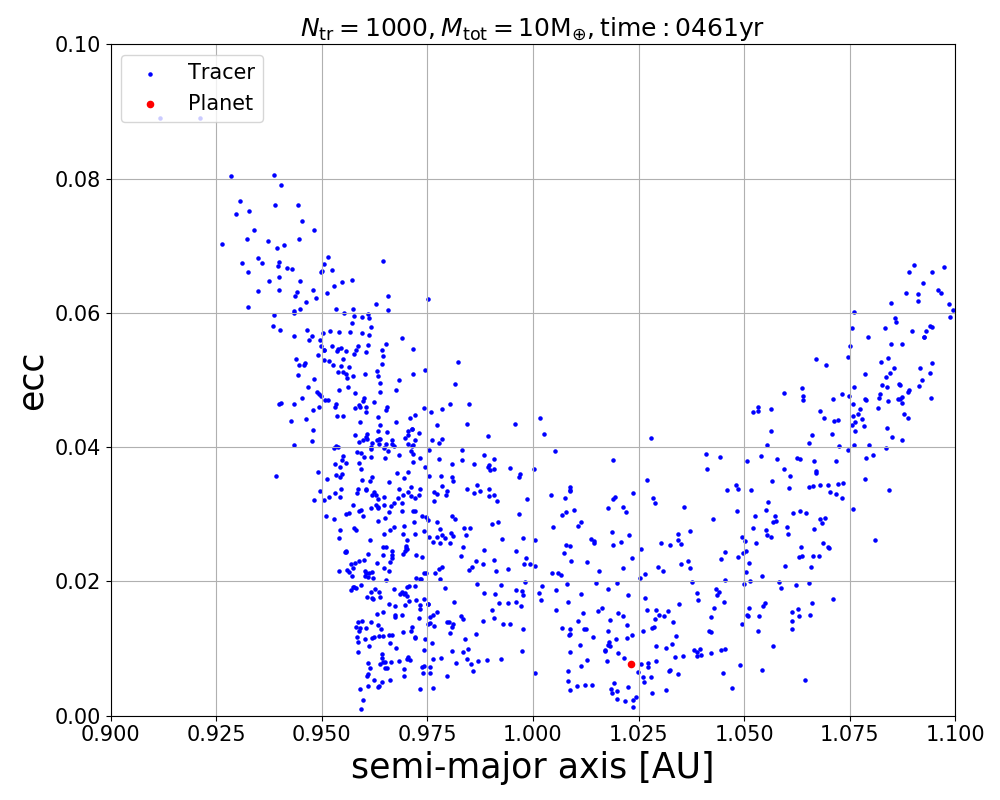 N_tr = 1000, M_tot = 10M_⊕, time : 0461yr
Tracer
Planet
0.10
0.08
0.06
0.04
0.02
0.00
ecc
0.900 0.925 0.950 0.975 1.000 1.025 1.050 1.075 1.100
semi-major axis [AU]